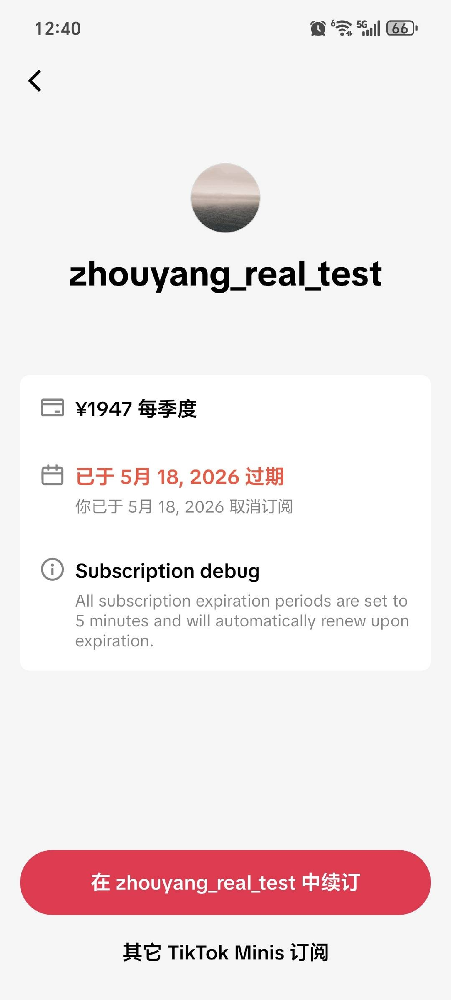 12:40
6 5G 66
zhouyang_real_test
¥1947 每季度
已于 5月 18, 2026 过期
你已于 5月 18, 2026 取消订阅
Subscription debug
All subscription expiration periods are set to
5 minutes and will automatically renew upon
expiration.
在 zhouyang_real_test 中续订
其它 TikTok Minis 订阅